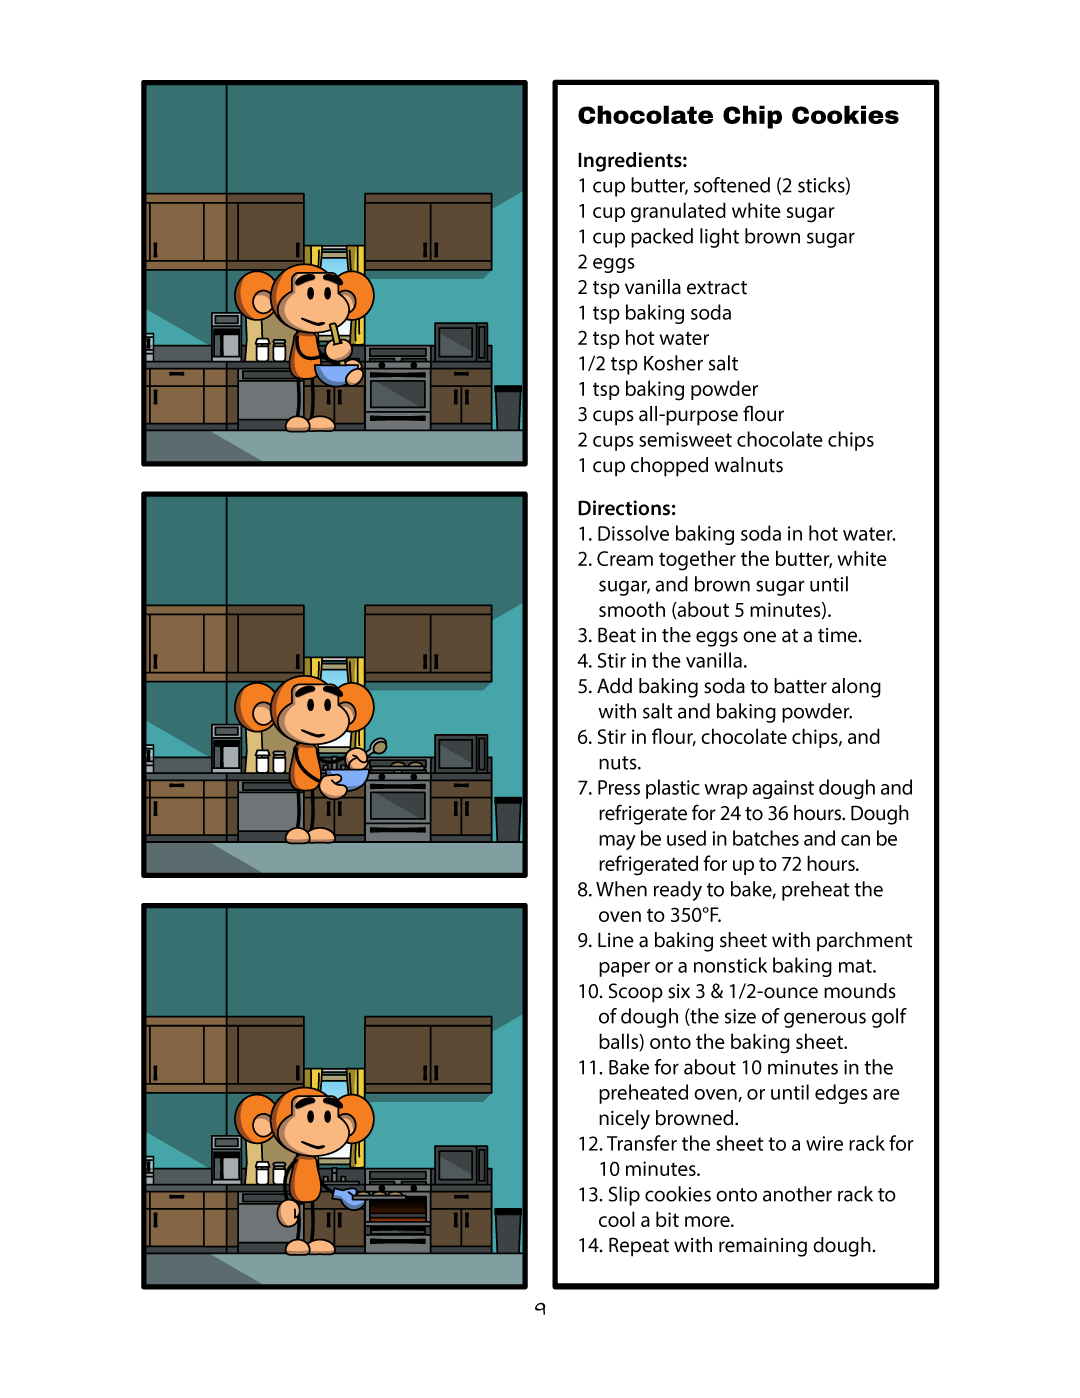 Chocolate Chip Cookies
Ingredients:
1 cup butter, softened (2 sticks)
1 cup granulated white sugar
1 cup packed light brown sugar
2 eggs
2 tsp vanilla extract
1 tsp baking soda
2 tsp hot water
1/2 tsp Kosher salt
1 tsp baking powder
3 cups all-purpose flour
2 cups semisweet chocolate chips
1 cup chopped walnuts
Directions:
1. Dissolve baking soda in hot water.
2. Cream together the butter, white
sugar, and brown sugar until
smooth (about 5 minutes).
3. Beat in the eggs one at a time.
4. Stir in the vanilla.
5. Add baking soda to batter along
with salt and baking powder.
6. Stir in flour, chocolate chips, and
nuts.
7. Press plastic wrap against dough and
refrigerate for 24 to 36 hours. Dough
may be used in batches and can be
refrigerated for up to 72 hours.
8. When ready to bake, preheat the
oven to 350°F.
9. Line a baking sheet with parchment
paper or a nonstick baking mat.
10. Scoop six 3 & 1/2-ounce mounds
of dough (the size of generous golf
balls) onto the baking sheet.
11. Bake for about 10 minutes in the
preheated oven, or until edges are
nicely browned.
12. Transfer the sheet to a wire rack for
10 minutes.
13. Slip cookies onto another rack to
cool a bit more.
14. Repeat with remaining dough.
9